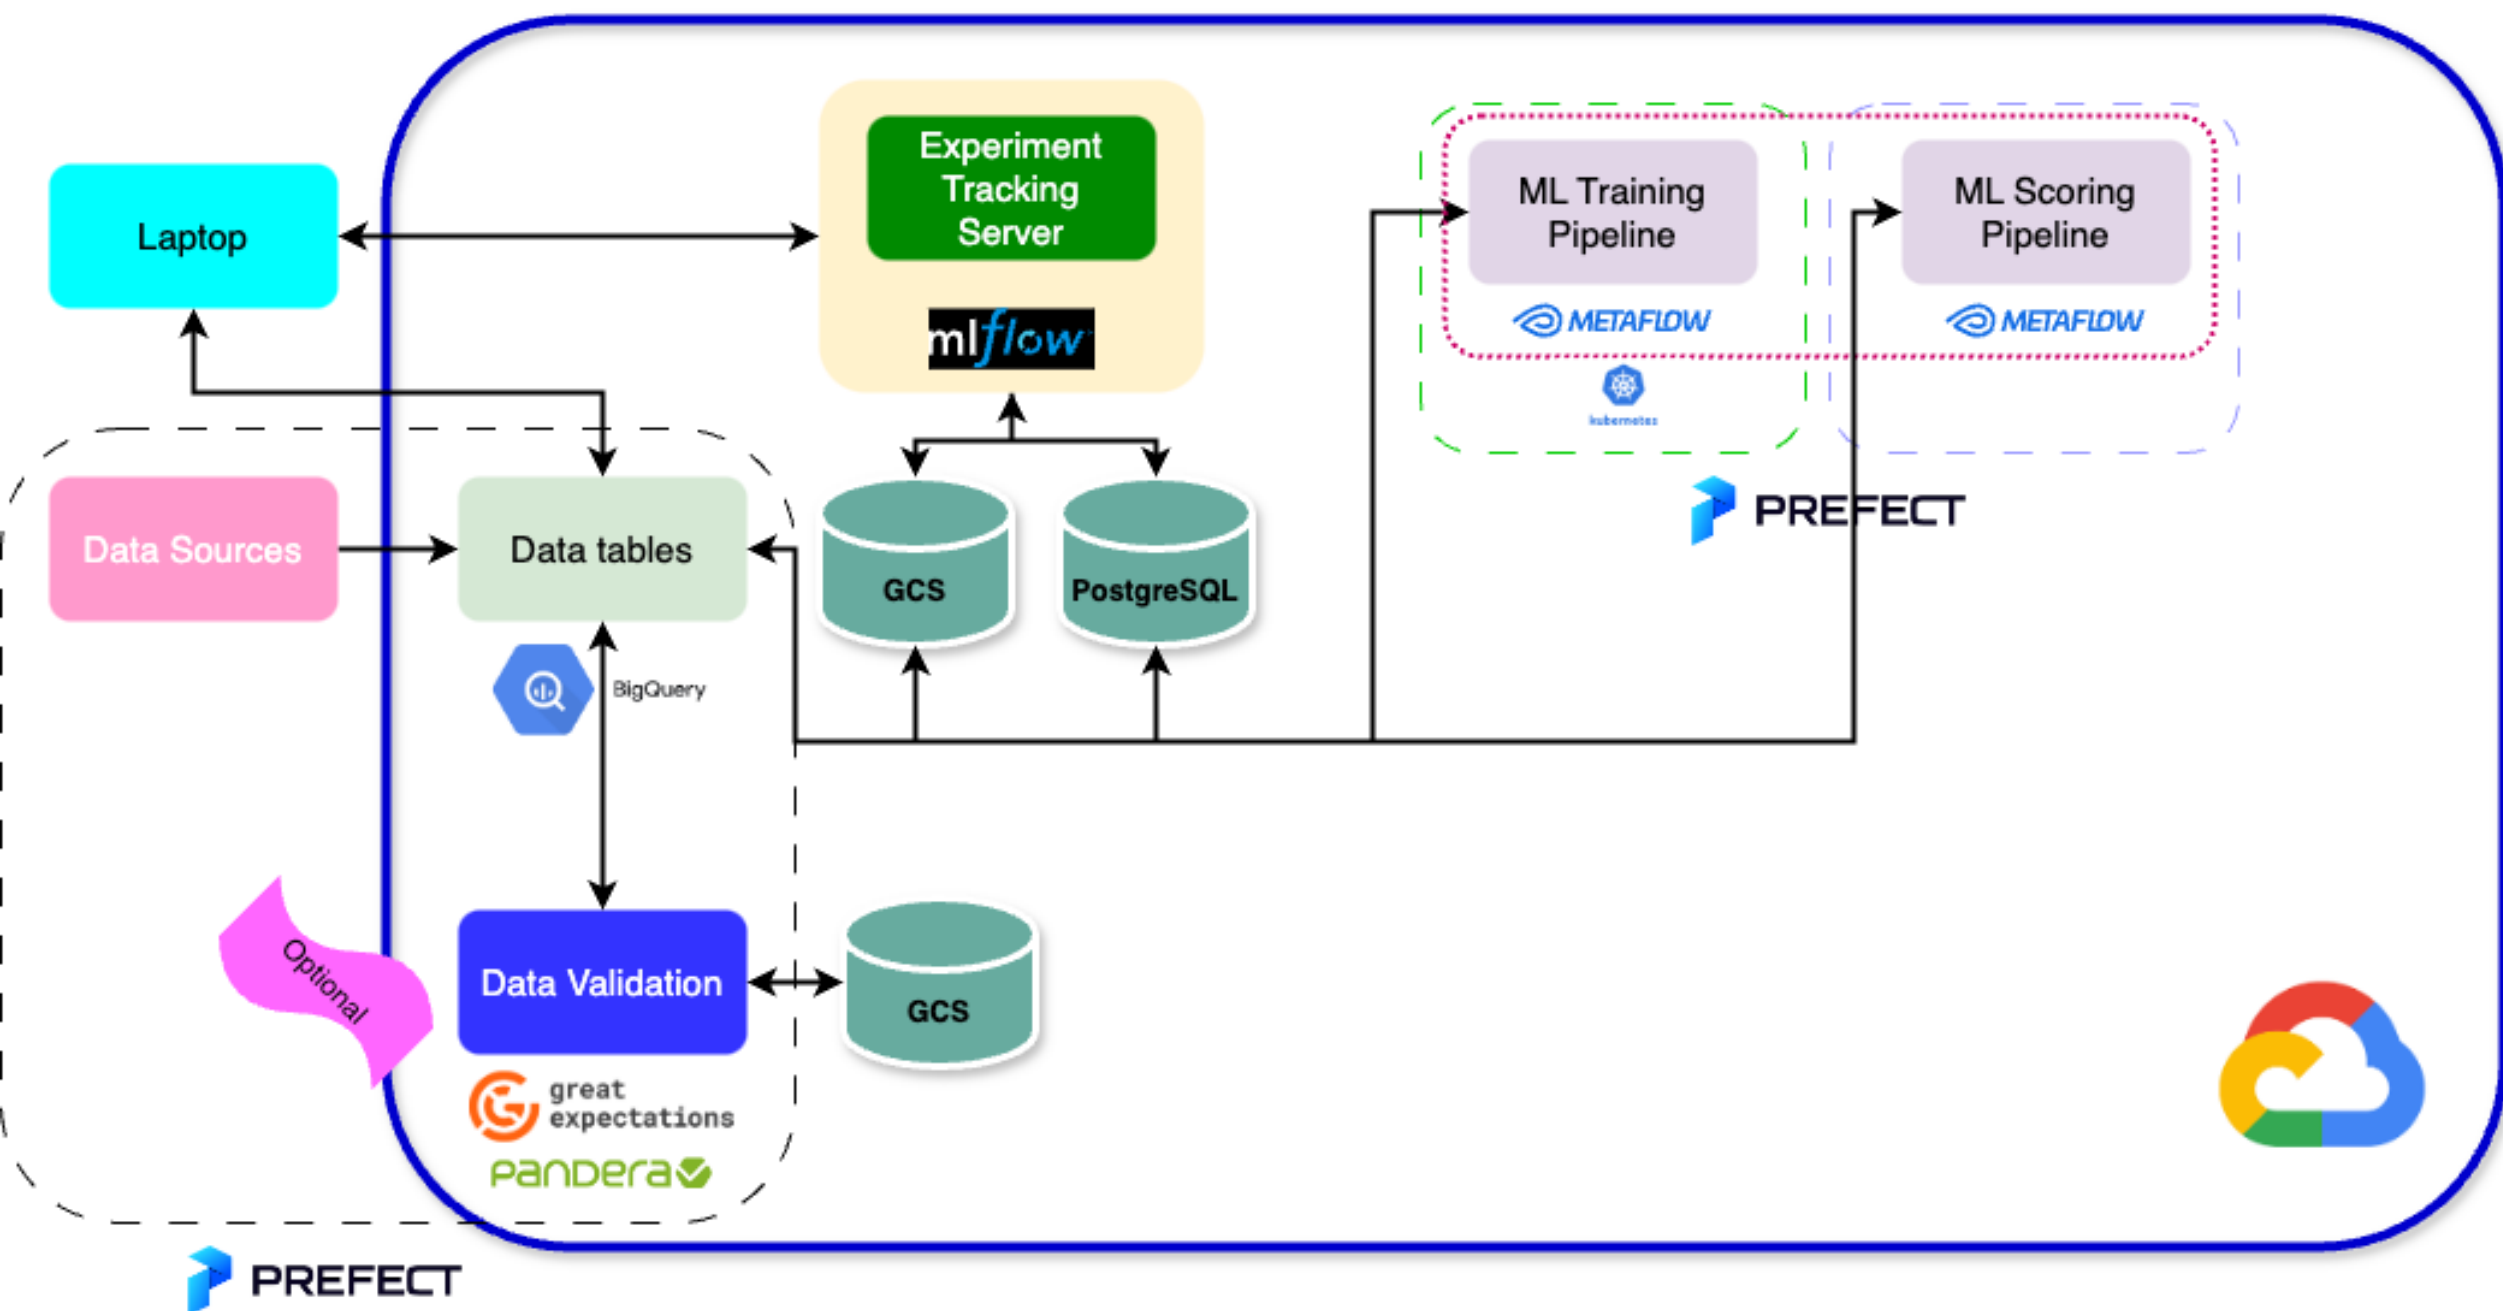 Experiment
Tracking
Server
mlflow
Laptop
ML Training
Pipeline
METAFLOW
kubernetes
ML Scoring
Pipeline
METAFLOW
PREFECT
Data Sources
Data tables
BigQuery
GCS
PostgreSQL
Optional
Data Validation
GCS
great
expectations
PanDera
PREFECT